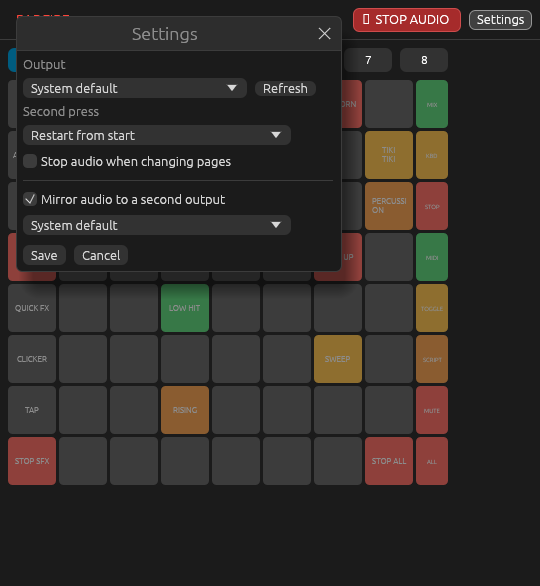 STOP AUDIO
Settings
Settings
7
8
Output
System default
Refresh
Second press
Restart from start
Stop audio when changing pages
Mirror audio to a second output
System default
Save
Cancel
MIX
TIKI
TIKI
KBD
PERCUSSI
ON
STOP
UP
MIDI
QUICK FX
LOW HIT
TOGGLE
CLICKER
SWEEP
SCRIPT
TAP
RISING
MUTE
STOP SFX
STOP ALL
ALL